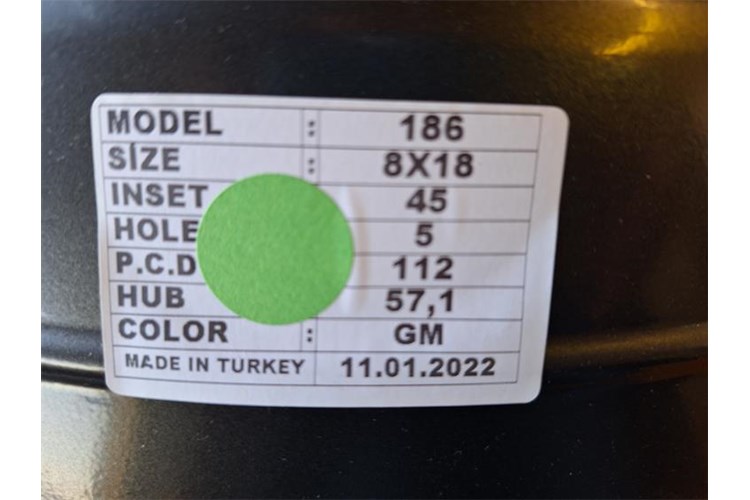 MODEL : 186
SİZE : 8X18
INSET 45
HOLE 5
P.C.D 112
HUB 57,1
COLOR : GM
MADE IN TURKEY 11.01.2022